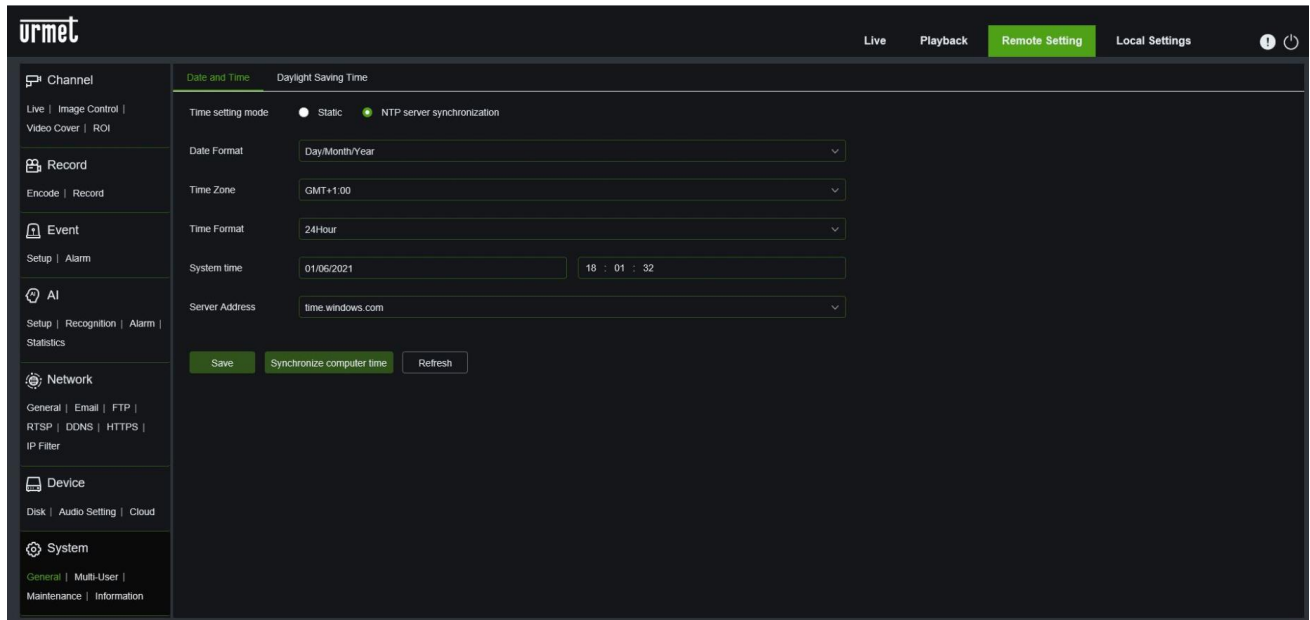 urmet
Live Playback Remote Setting Local Settings
Channel
Live | Image Control |
Video Cover | ROI
Record
Encode | Record
Event
Setup | Alarm
AI
Setup | Recognition | Alarm |
Statistics
Network
General | Email | FTP |
RTSP | DDNS | HTTPS |
IP Filter
Device
Disk | Audio Setting | Cloud
System
General | Multi-User |
Maintenance | Information
Date and Time Daylight Saving Time
Time setting mode Static NTP server synchronization
Date Format Day/Month/Year
Time Zone GMT+1:00
Time Format 24Hour
System time 01/06/2021 18 : 01 : 32
Server Address time.windows.com
Save Synchronize computer time Refresh